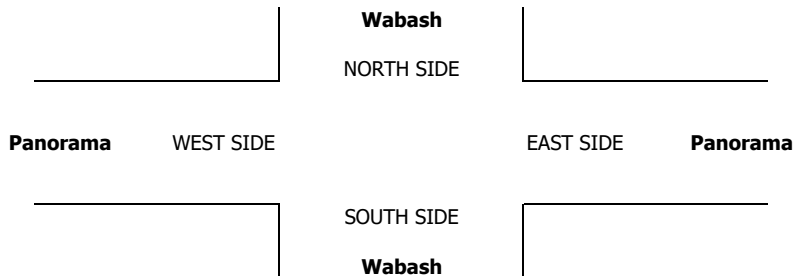 Wabash
NORTH SIDE
Panorama WEST SIDE EAST SIDE Panorama
SOUTH SIDE
Wabash